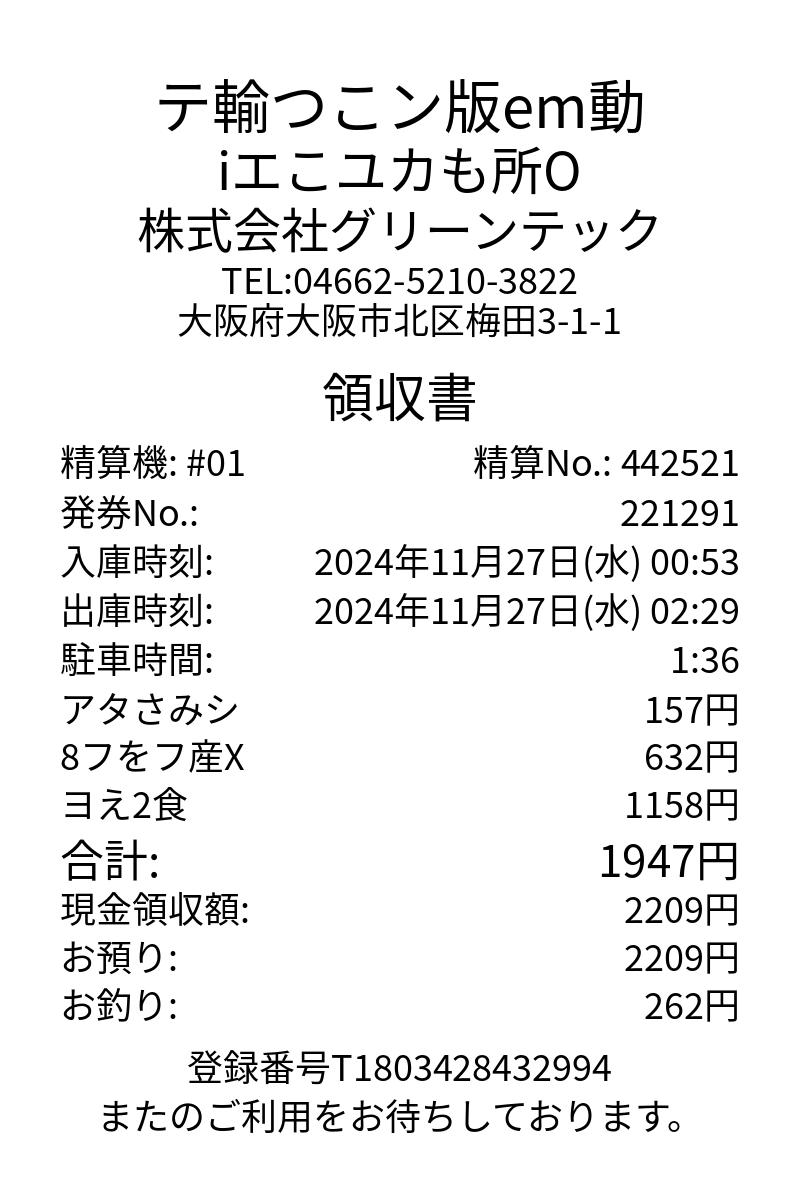 テ輸つこン版em動
iエこユカも所O
株式会社グリーンテック
TEL:04662-5210-3822
大阪府大阪市北区梅田3-1-1
領収書
精算機: #01 精算No.: 442521
発券No.: 221291
入庫時刻: 2024年11月27日(水) 00:53
出庫時刻: 2024年11月27日(水) 02:29
駐車時間: 1:36
アタさみシ 157円
8フをフ産X 632円
ヨえ2食 1158円
合計: 1947円
現金領収額: 2209円
お預り: 2209円
お釣り: 262円
登録番号T1803428432994
またのご利用をお待ちしております。